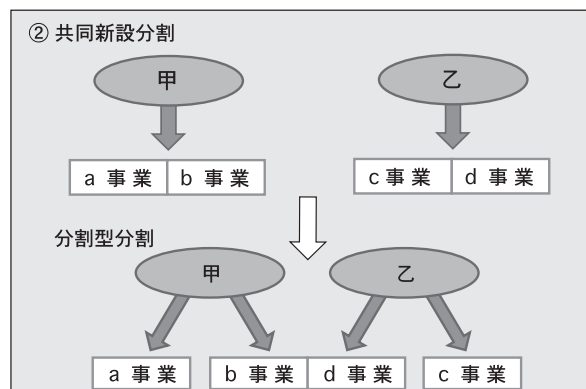 ② 共同新設分割
甲 乙
a 事業 b 事業 c 事業 d 事業
分割型分割
甲 乙
a 事業 b 事業 d 事業 c 事業